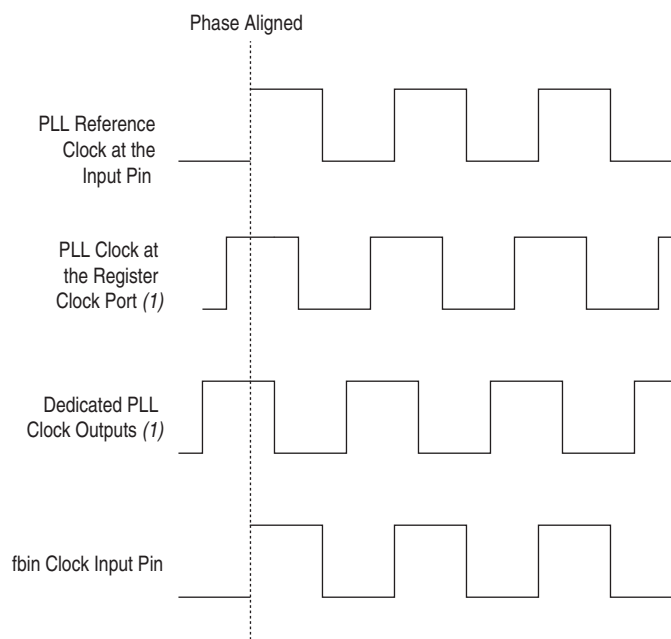 Phase Aligned
PLL Reference
Clock at the
Input Pin
PLL Clock at
the Register
Clock Port (1)
Dedicated PLL
Clock Outputs (1)
fbin Clock Input Pin